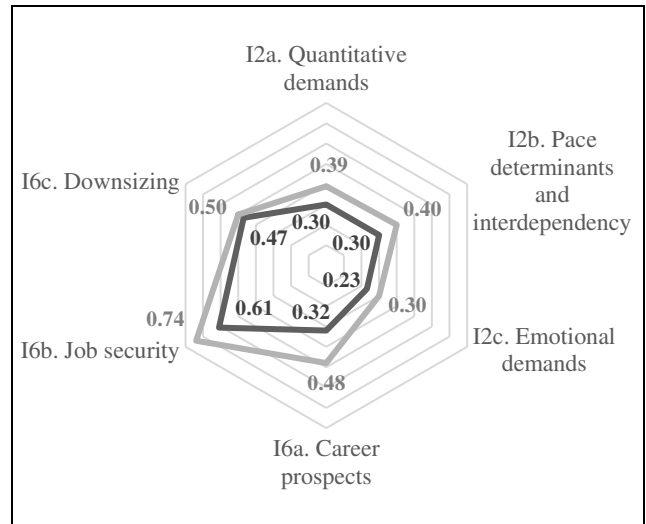 I2a. Quantitative
demands
I2b. Pace
determinants
and
interdependency
I6c. Downsizing
0.39
0.50
0.40
0.30
0.30
0.47
0.23
0.74
0.61
0.32
0.30
I6b. Job security
I2c. Emotional
demands
0.48
I6a. Career
prospects